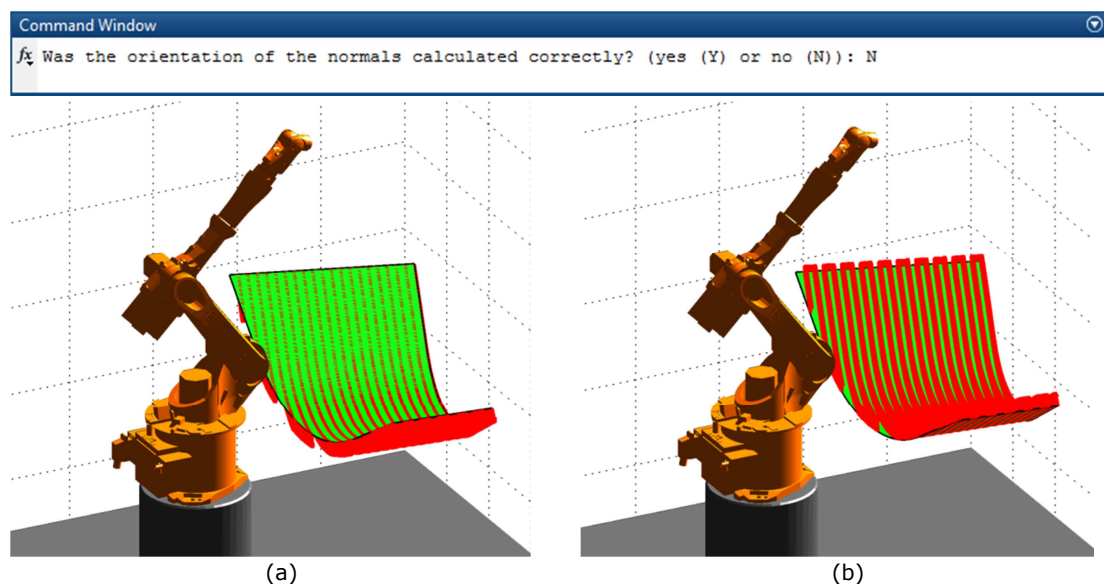 Command Window
fx Was the orientation of the normals calculated correctly? (yes (Y) or no (N)): N
(a)
(b)